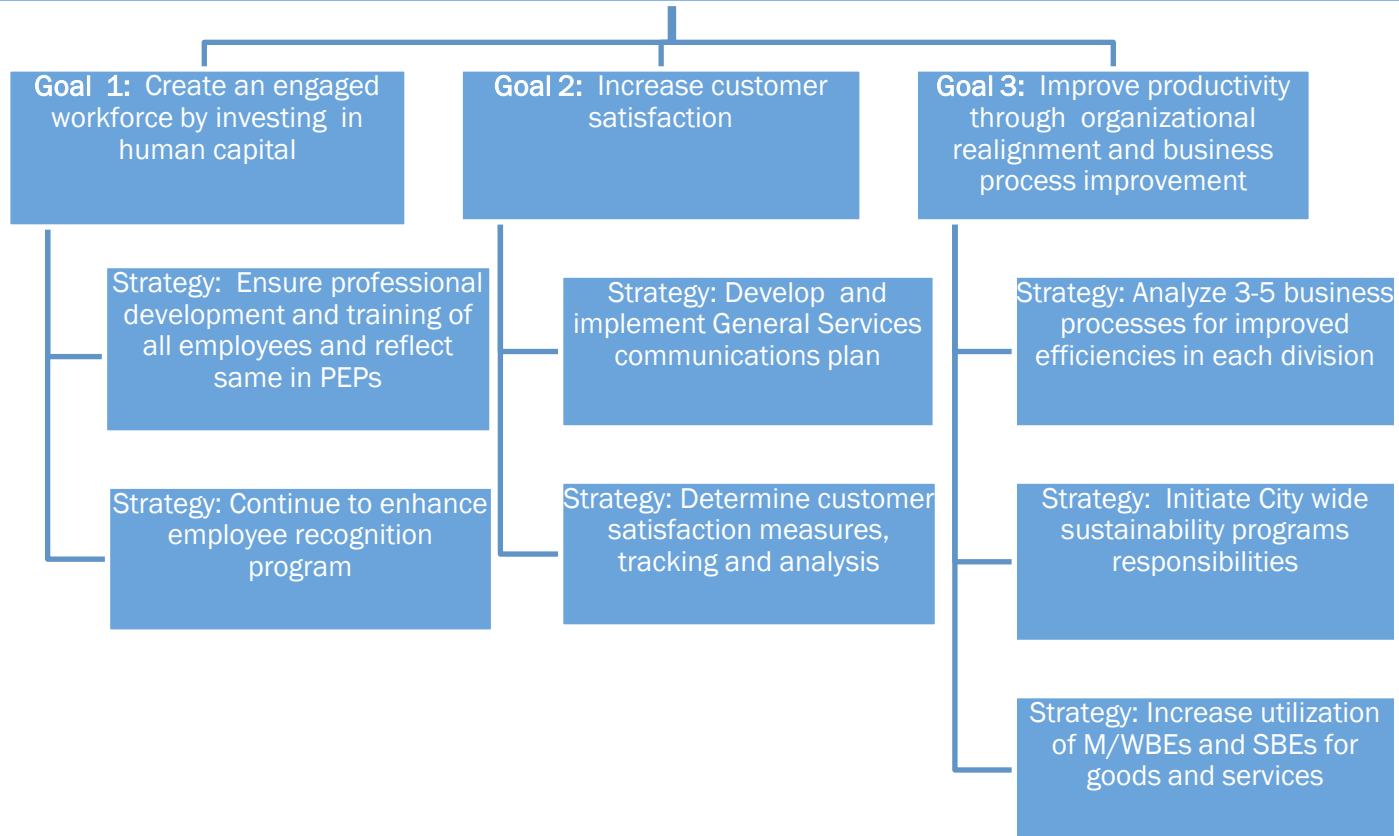 Goal 1: Create an engaged
workforce by investing in
human capital
Strategy: Ensure professional
development and training of
all employees and reflect
same in PEPs
Strategy: Continue to enhance
employee recognition
program
Goal 2: Increase customer
satisfaction
Strategy: Develop and
implement General Services
communications plan
Strategy: Determine customer
satisfaction measures,
tracking and analysis
Goal 3: Improve productivity
through organizational
realignment and business
process improvement
Strategy: Analyze 3-5 business
processes for improved
efficiencies in each division
Strategy: Initiate City wide
sustainability programs
responsibilities
Strategy: Increase utilization
of M/WBEs and SBEs for
goods and services